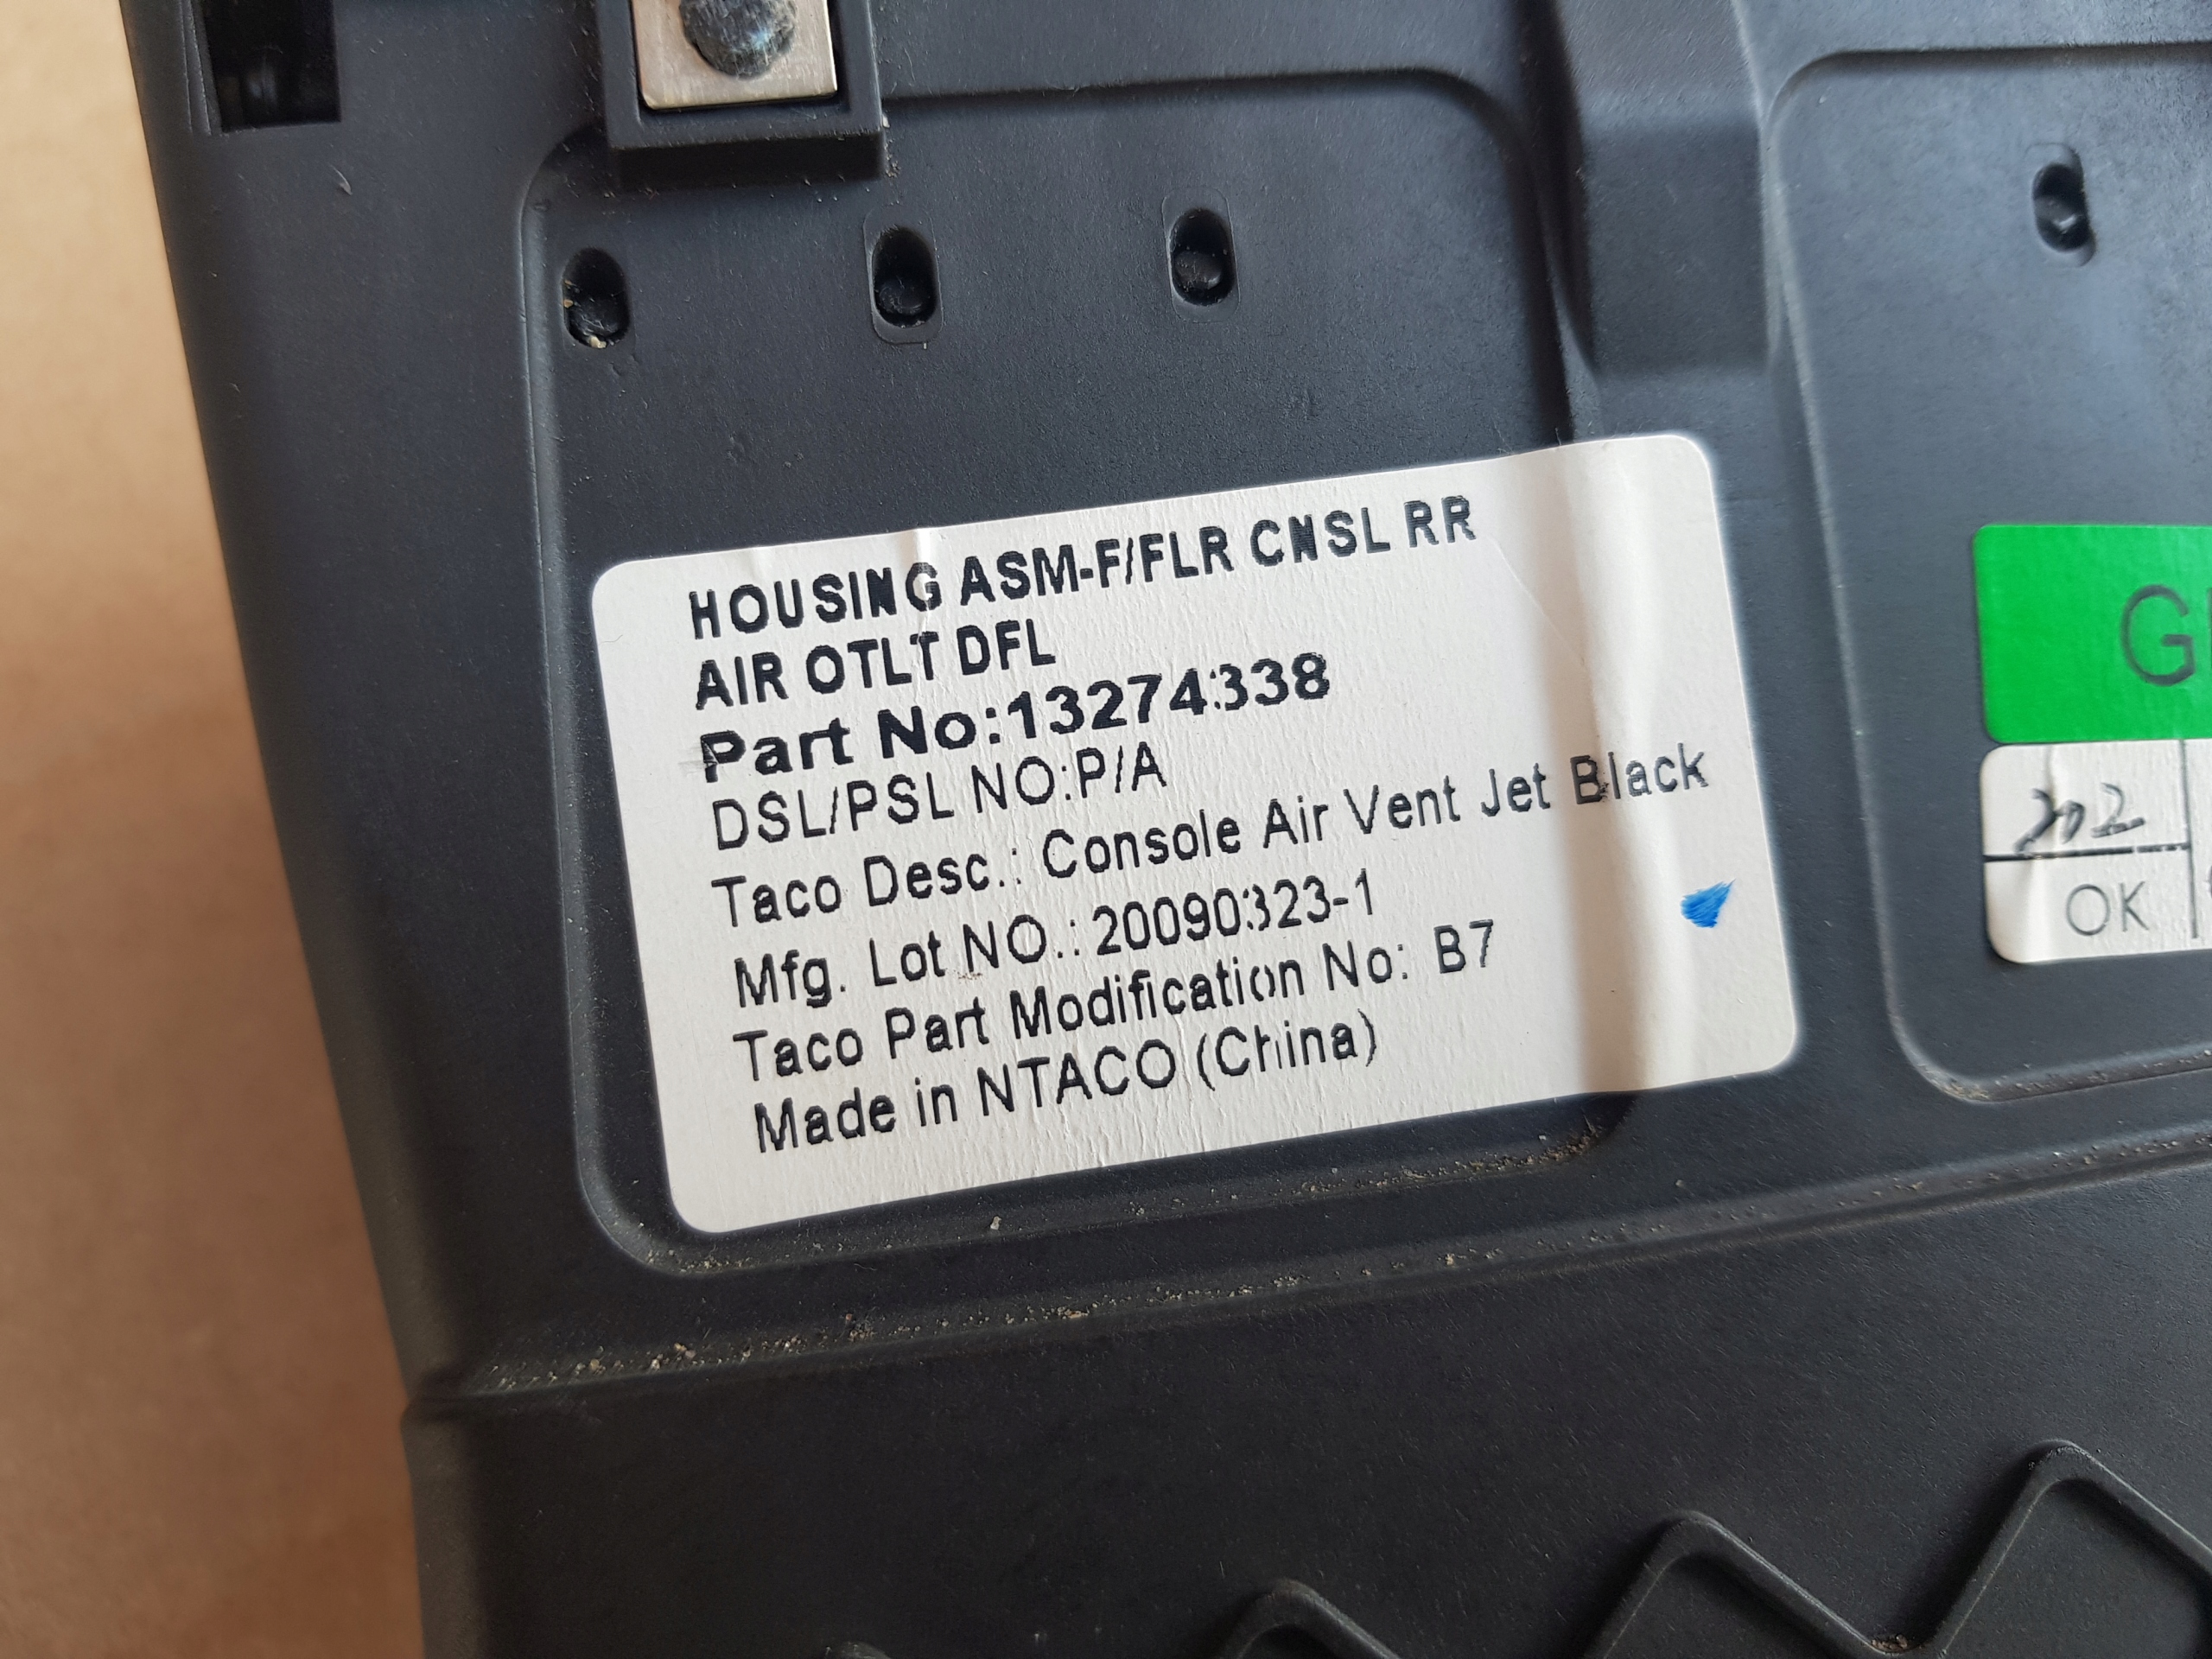 HOUSING ASM-F/FLR CNSL RR
AIR OTLT DFL
Part No:13274338
DSL/PSL NO:P/A
Taco Desc.: Console Air Vent Jet Black
Mfg. Lot NO.: 20090323-1
Taco Part Modification No: B7
Made in NTACO (China)
202
OK